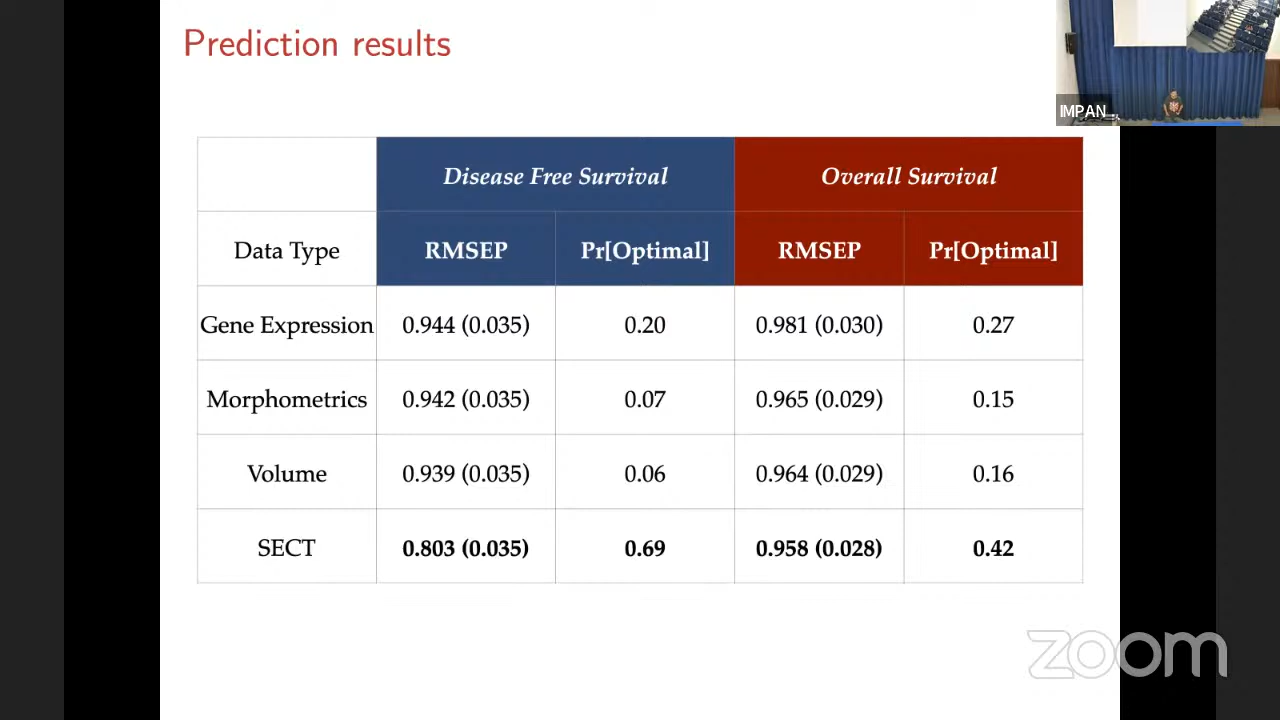 Prediction results
IMPAN ...
Disease Free Survival Overall Survival
Data Type RMSEP Pr[Optimal] RMSEP Pr[Optimal]
Gene Expression 0.944 (0.035) 0.20 0.981 (0.030) 0.27
Morphometrics 0.942 (0.035) 0.07 0.965 (0.029) 0.15
Volume 0.939 (0.035) 0.06 0.964 (0.029) 0.16
SECT 0.803 (0.035) 0.69 0.958 (0.028) 0.42
zoom